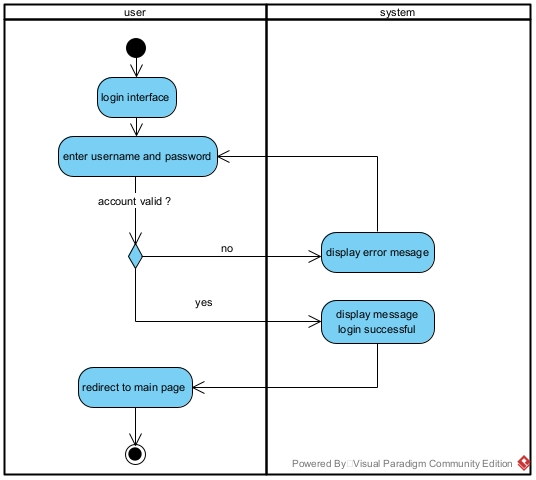 user
system
login interface
enter username and password
account valid ?
no
display error mesage
yes
display message
login successful
redirect to main page
Powered By Visual Paradigm Community Edition